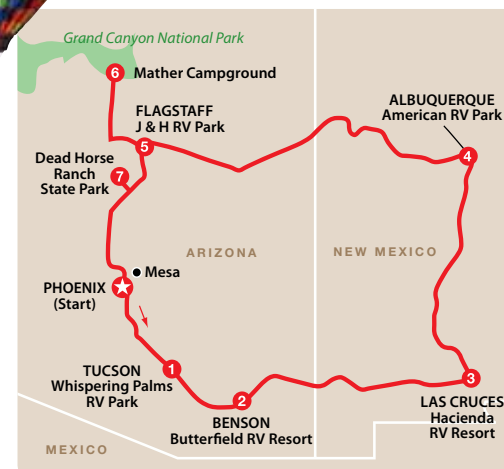 Grand Canyon National Park
6
Mather Campground
FLAGSTAFF
J & H RV Park
5
Dead Horse
Ranch
State Park
7
ALBUQUERQUE
American RV Park
4
ARIZONA
NEW MEXICO
Mesa
PHOENIX
(Start)
TUCSON
Whispering Palms
RV Park
1
2
BENSON
Butterfield RV Resort
3
LAS CRUCES
Hacienda
RV Resort
MEXICO